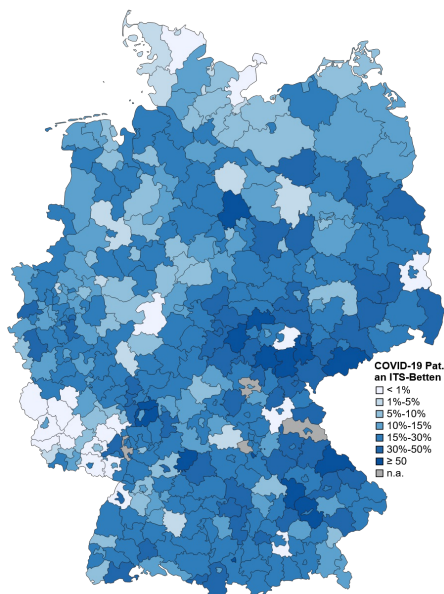 COVID-19 Pat.
an ITS-Betten
< 1%
1%-5%
5%-10%
10%-15%
15%-30%
30%-50%
≥ 50
n.a.